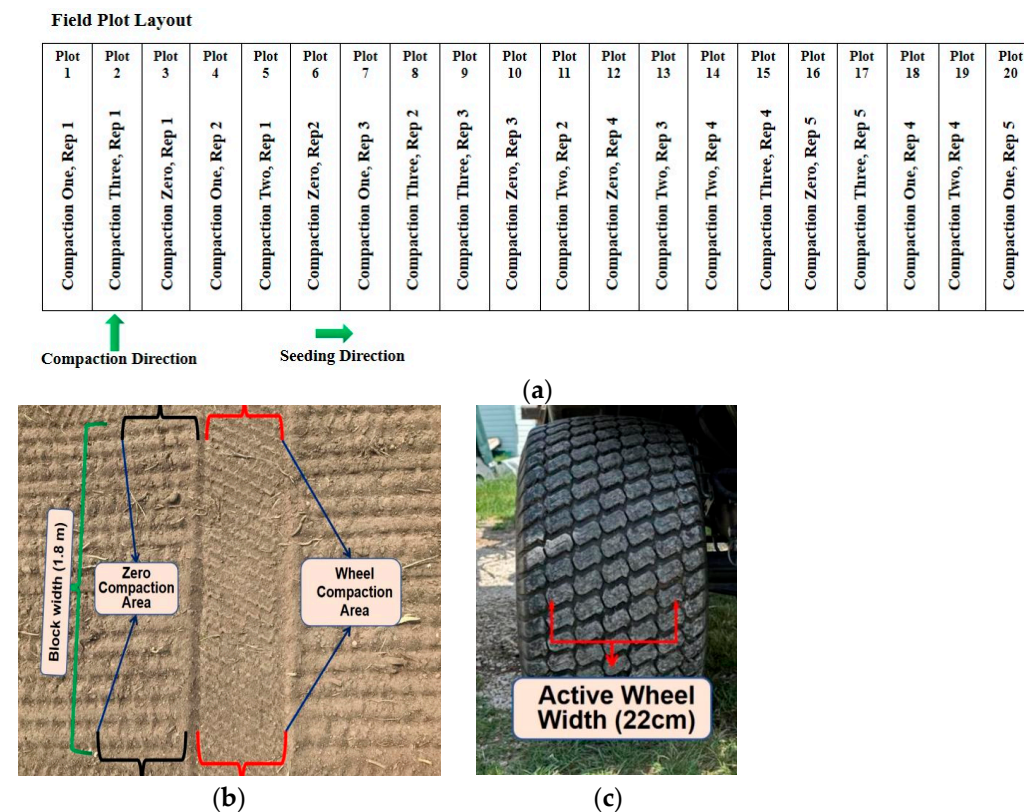 Field Plot Layout
Plot 1
Plot 2
Plot 3
Plot 4
Plot 5
Plot 6
Plot 7
Plot 8
Plot 9
Plot 10
Plot 11
Plot 12
Plot 13
Plot 14
Plot 15
Plot 16
Plot 17
Plot 18
Plot 19
Plot 20
Compaction One, Rep 1
Compaction Three, Rep 1
Compaction Zero, Rep 1
Compaction One, Rep 2
Compaction Two, Rep 1
Compaction Zero, Rep2
Compaction One, Rep 3
Compaction Three, Rep 2
Compaction Three, Rep 3
Compaction Zero, Rep 3
Compaction Two, Rep 2
Compaction Zero, Rep 4
Compaction Two, Rep 3
Compaction Two, Rep 4
Compaction Three, Rep 4
Compaction Zero, Rep 5
Compaction Three, Rep 5
Compaction One, Rep 4
Compaction Two, Rep 4
Compaction One, Rep 5
Compaction Direction
Seeding Direction
(a)
Block width (1.8 m)
Zero
Compaction
Area
Wheel
Compaction
Area
(b)
Active Wheel
Width (22cm)
(c)